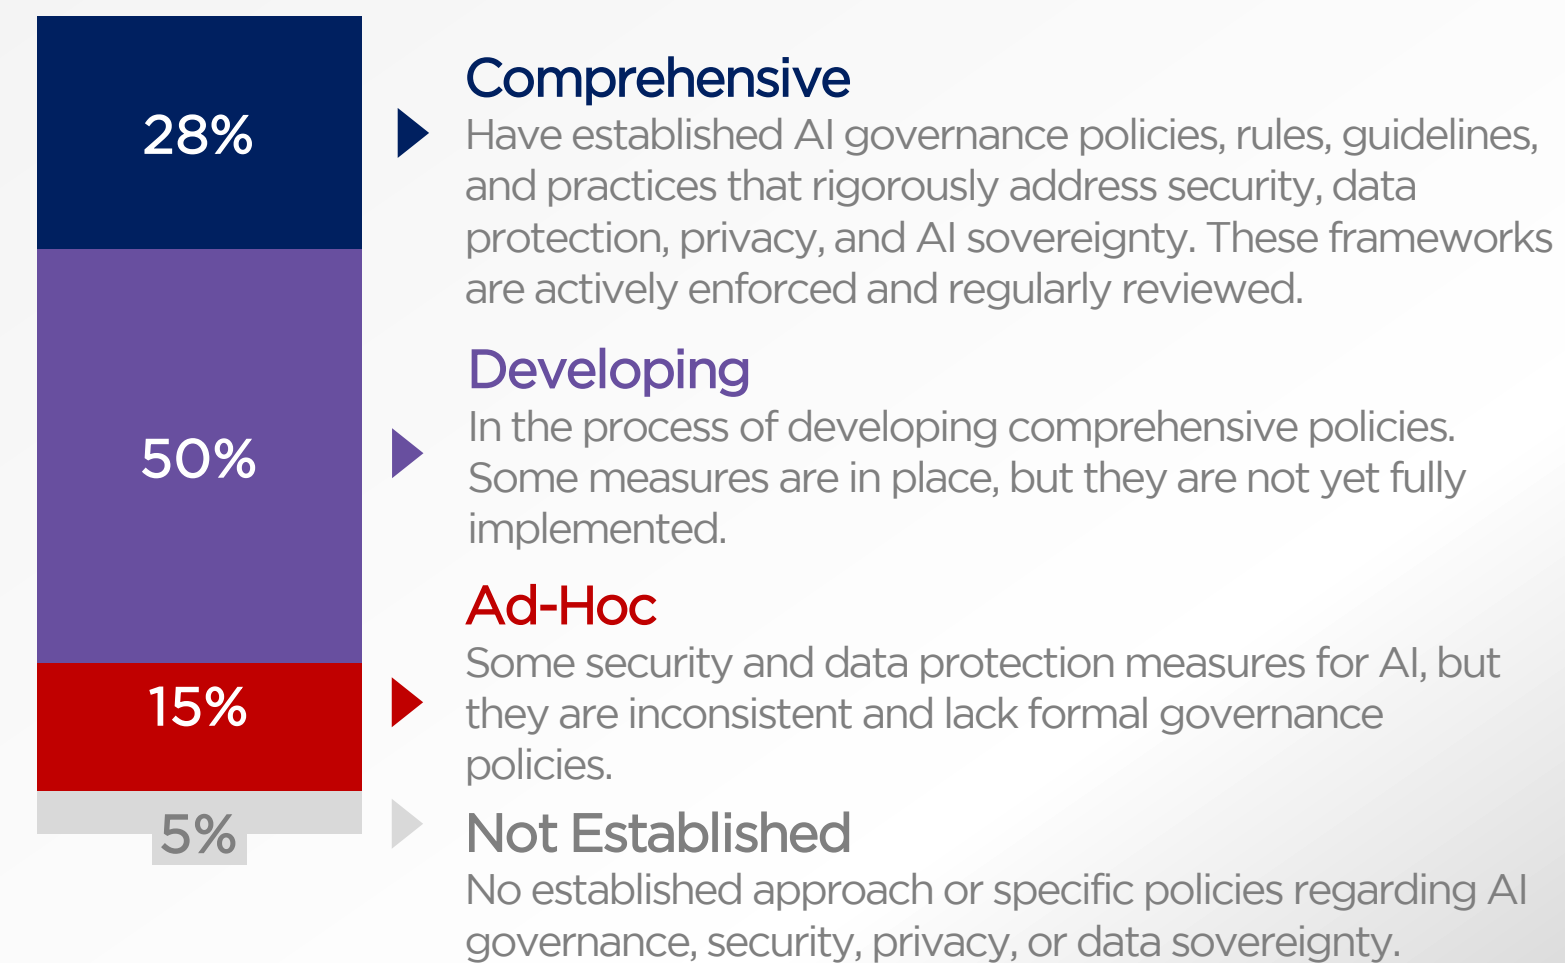 28%
Comprehensive
Have established AI governance policies, rules, guidelines,
and practices that rigorously address security, data
protection, privacy, and AI sovereignty. These frameworks
are actively enforced and regularly reviewed.
50%
Developing
In the process of developing comprehensive policies.
Some measures are in place, but they are not yet fully
implemented.
15%
Ad-Hoc
Some security and data protection measures for AI, but
they are inconsistent and lack formal governance
policies.
5%
Not Established
No established approach or specific policies regarding AI
governance, security, privacy, or data sovereignty.